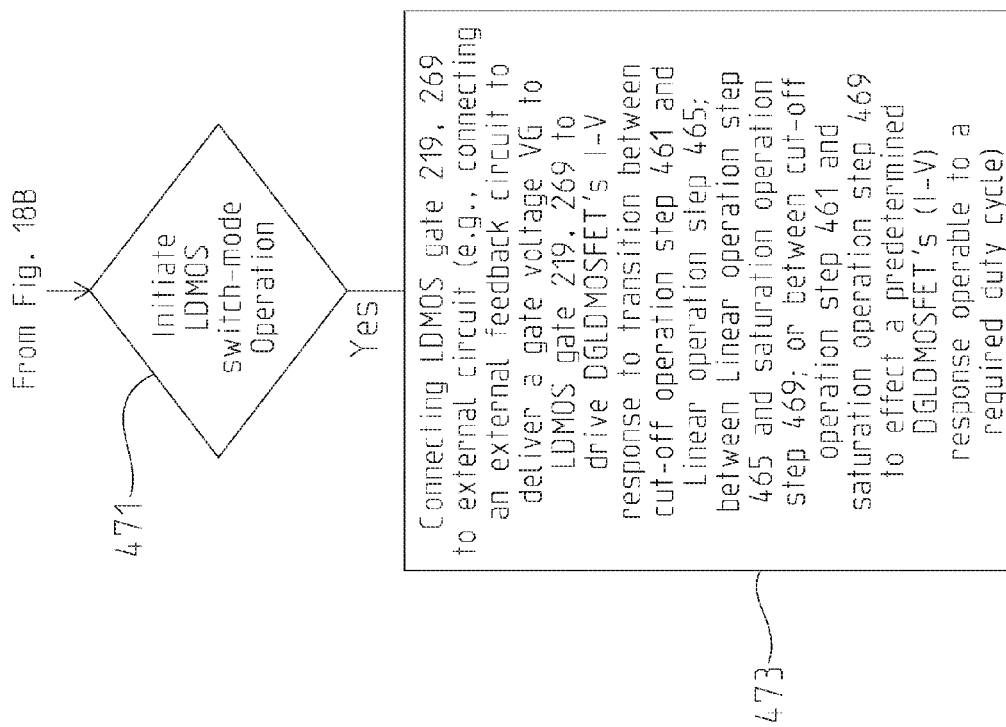 From Fig. 18B
Initiate
LDMOS
switch-mode
Operation
471
Yes
Connecting LDMOS gate 219, 269
to external circuit (e.g., connecting
an external feedback circuit to
deliver a gate voltage VG to
LDMOS gate 219, 269 to
drive DGLDMOSFET's I-V
response to transition between
cut-off operation step 461 and
Linear operation step 465;
between Linear operation step
465 and saturation operation
step 469; or between cut-off
operation step 461 and
saturation operation step 469
to effect a predetermined
DGLDMOSFET's (I-V)
response operable to a
required duty cycle)
473